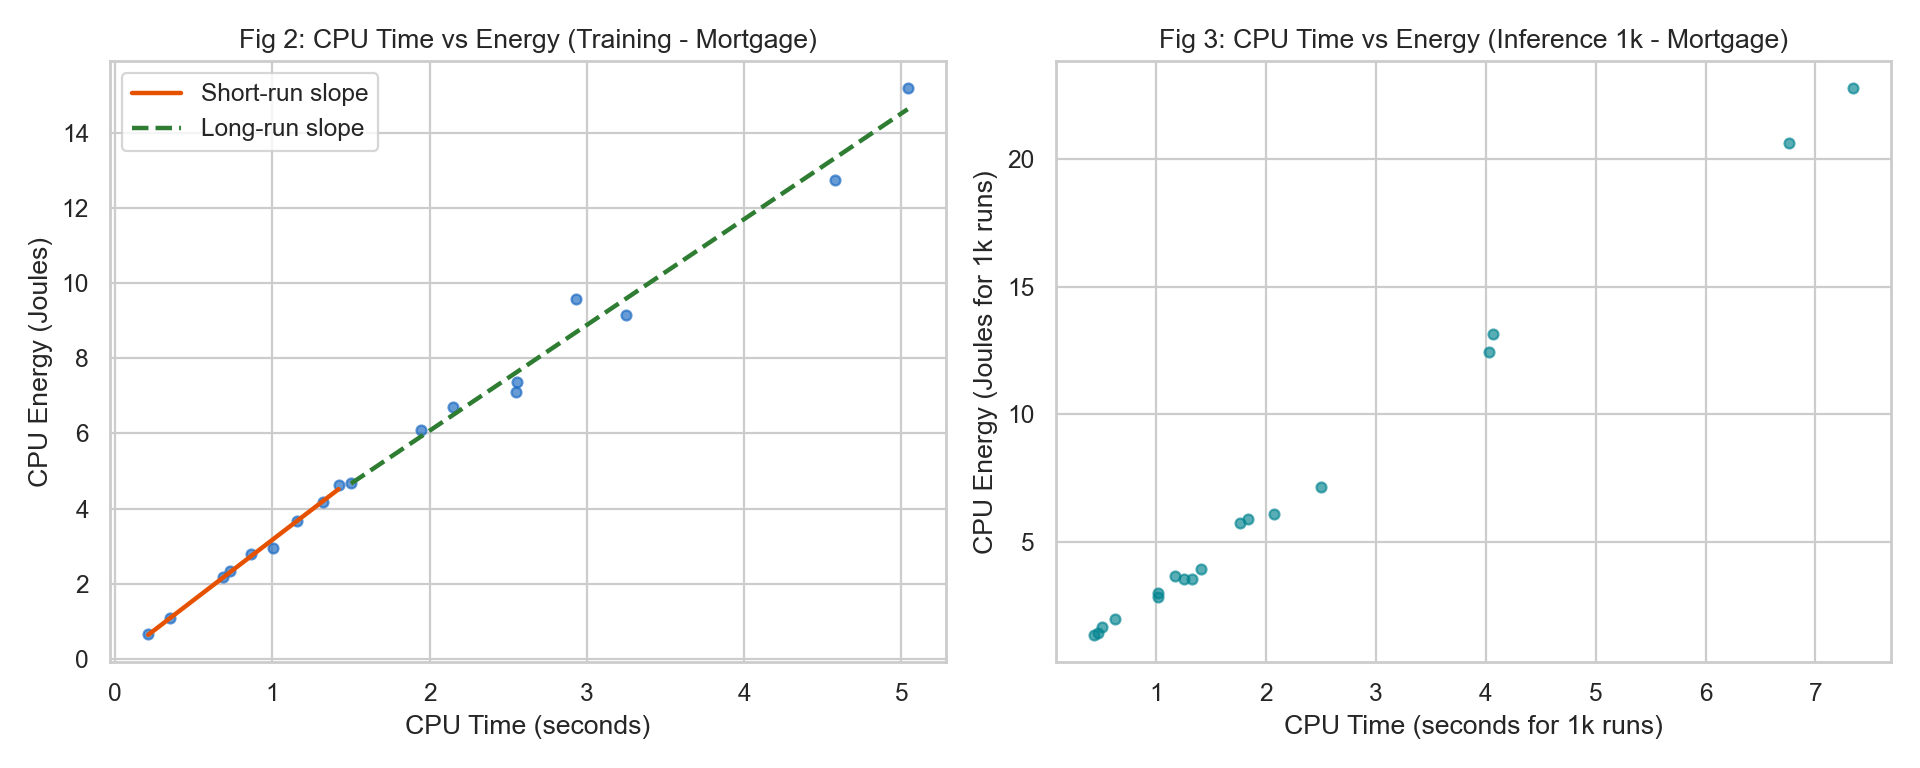 Fig 2: CPU Time vs Energy (Training - Mortgage)
Short-run slope
Long-run slope
14
12
10
8
6
4
2
0
0 1 2 3 4 5
CPU Energy (Joules)
CPU Time (seconds)
Fig 3: CPU Time vs Energy (Inference 1k - Mortgage)
20
15
10
5
1 2 3 4 5 6 7
CPU Energy (Joules for 1k runs)
CPU Time (seconds for 1k runs)